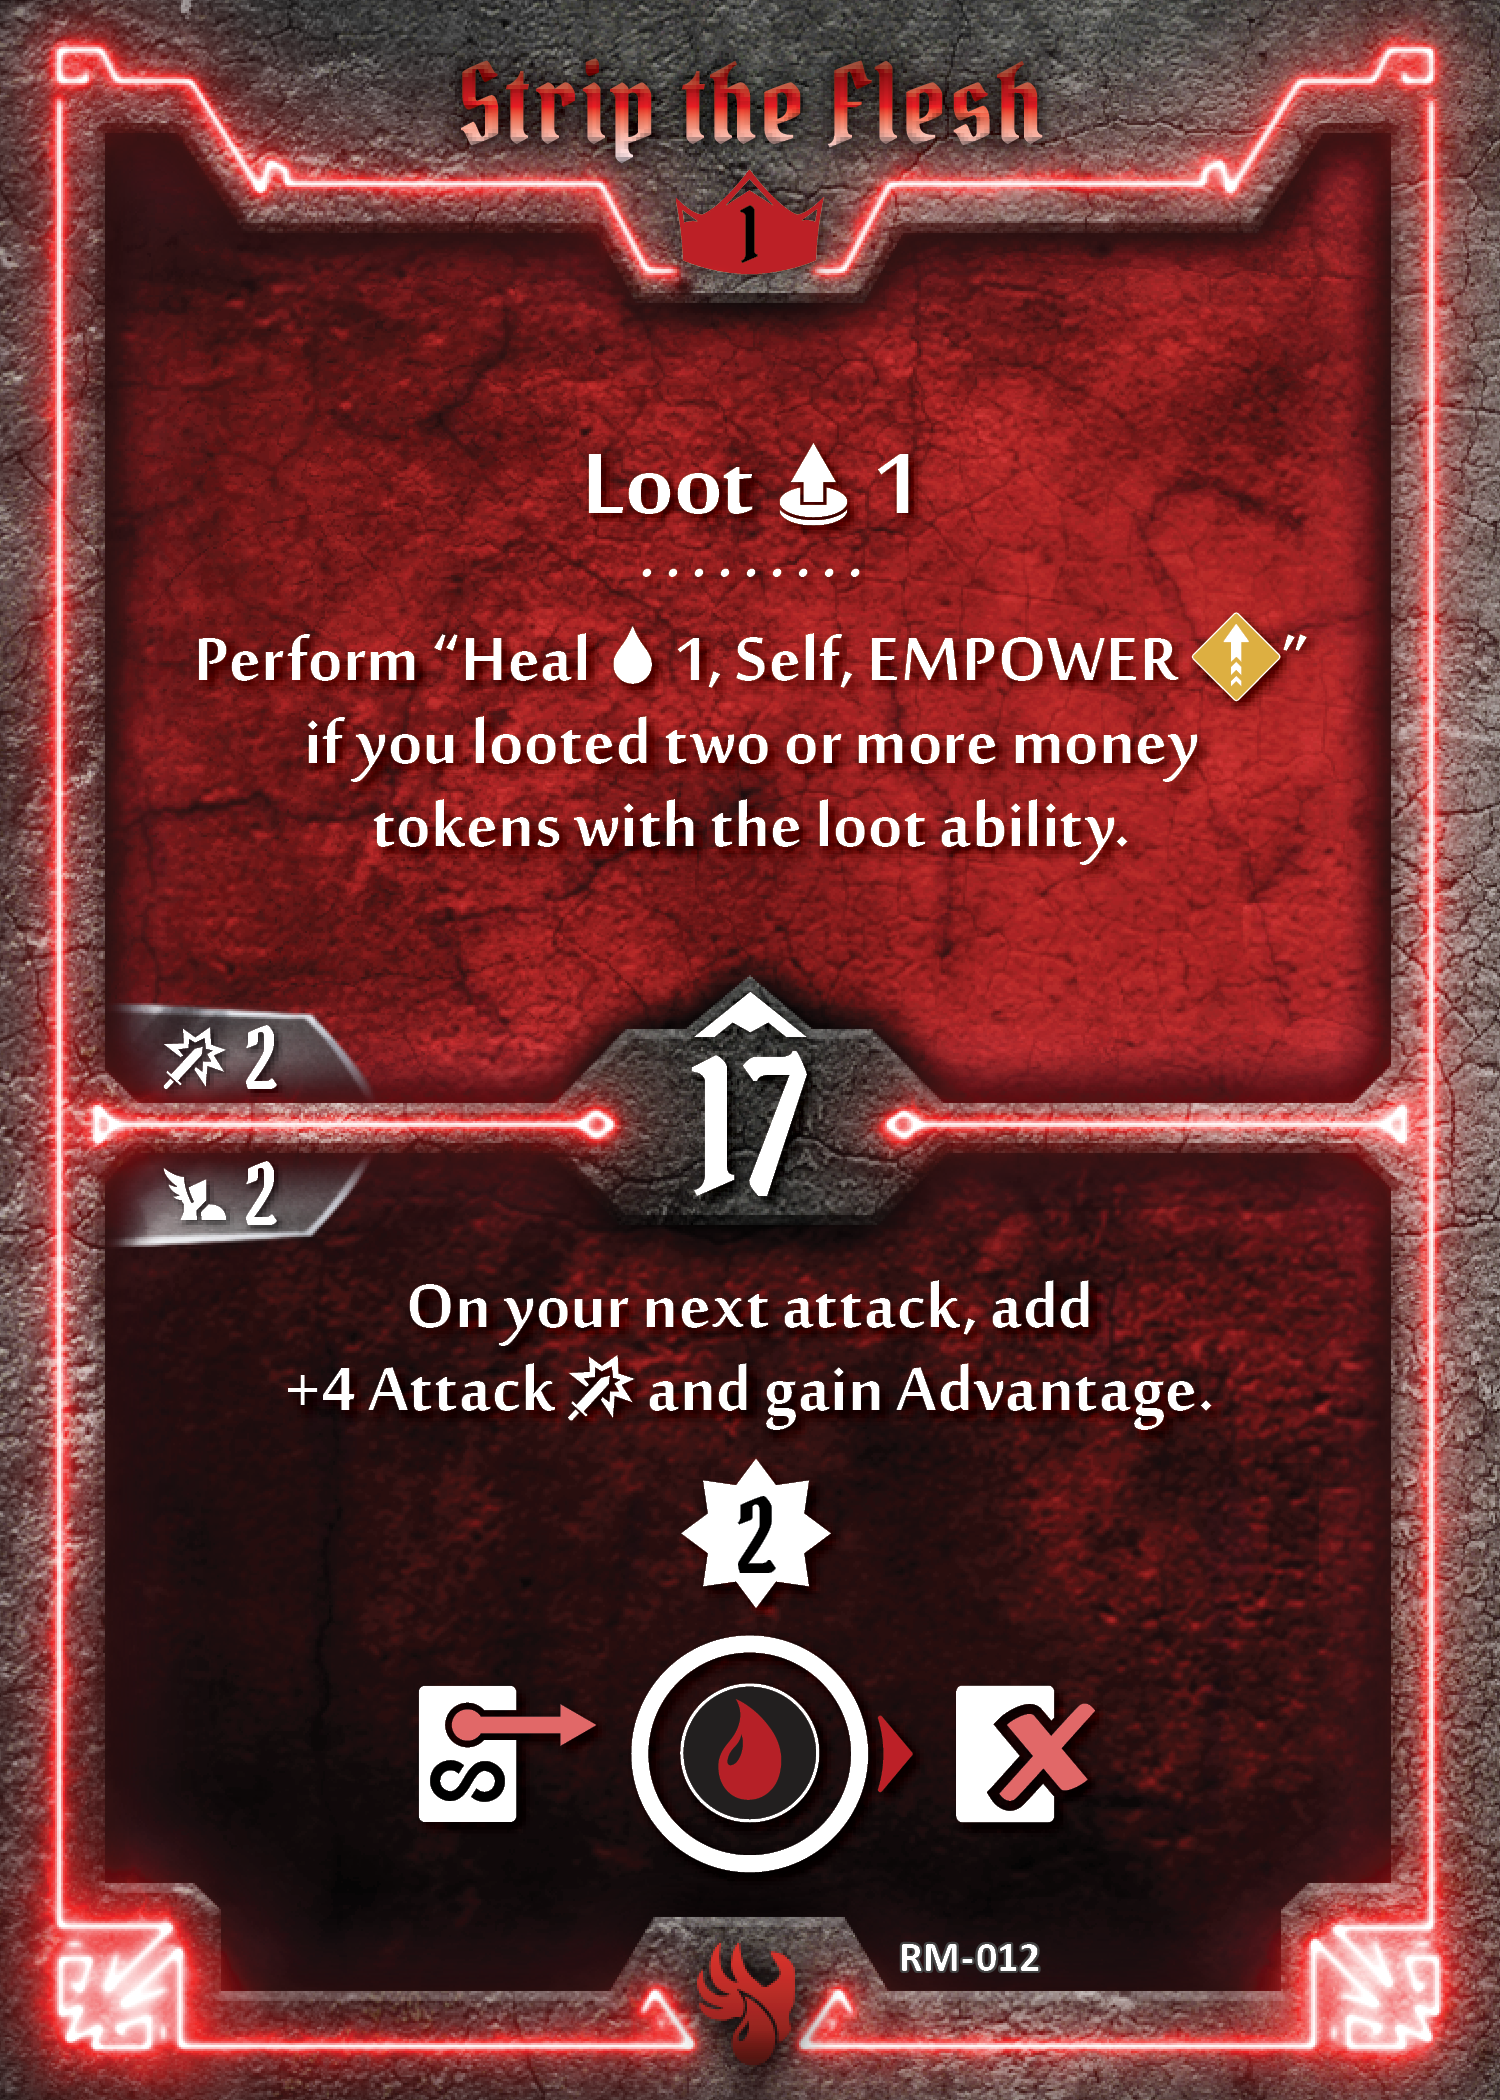 Strip the Flesh
1
Loot 1
Perform “Heal 1, Self, EMPOWER ”
if you looted two or more money
tokens with the loot ability.
2
17
2
On your next attack, add
+4 Attack and gain Advantage.
2
RM-012